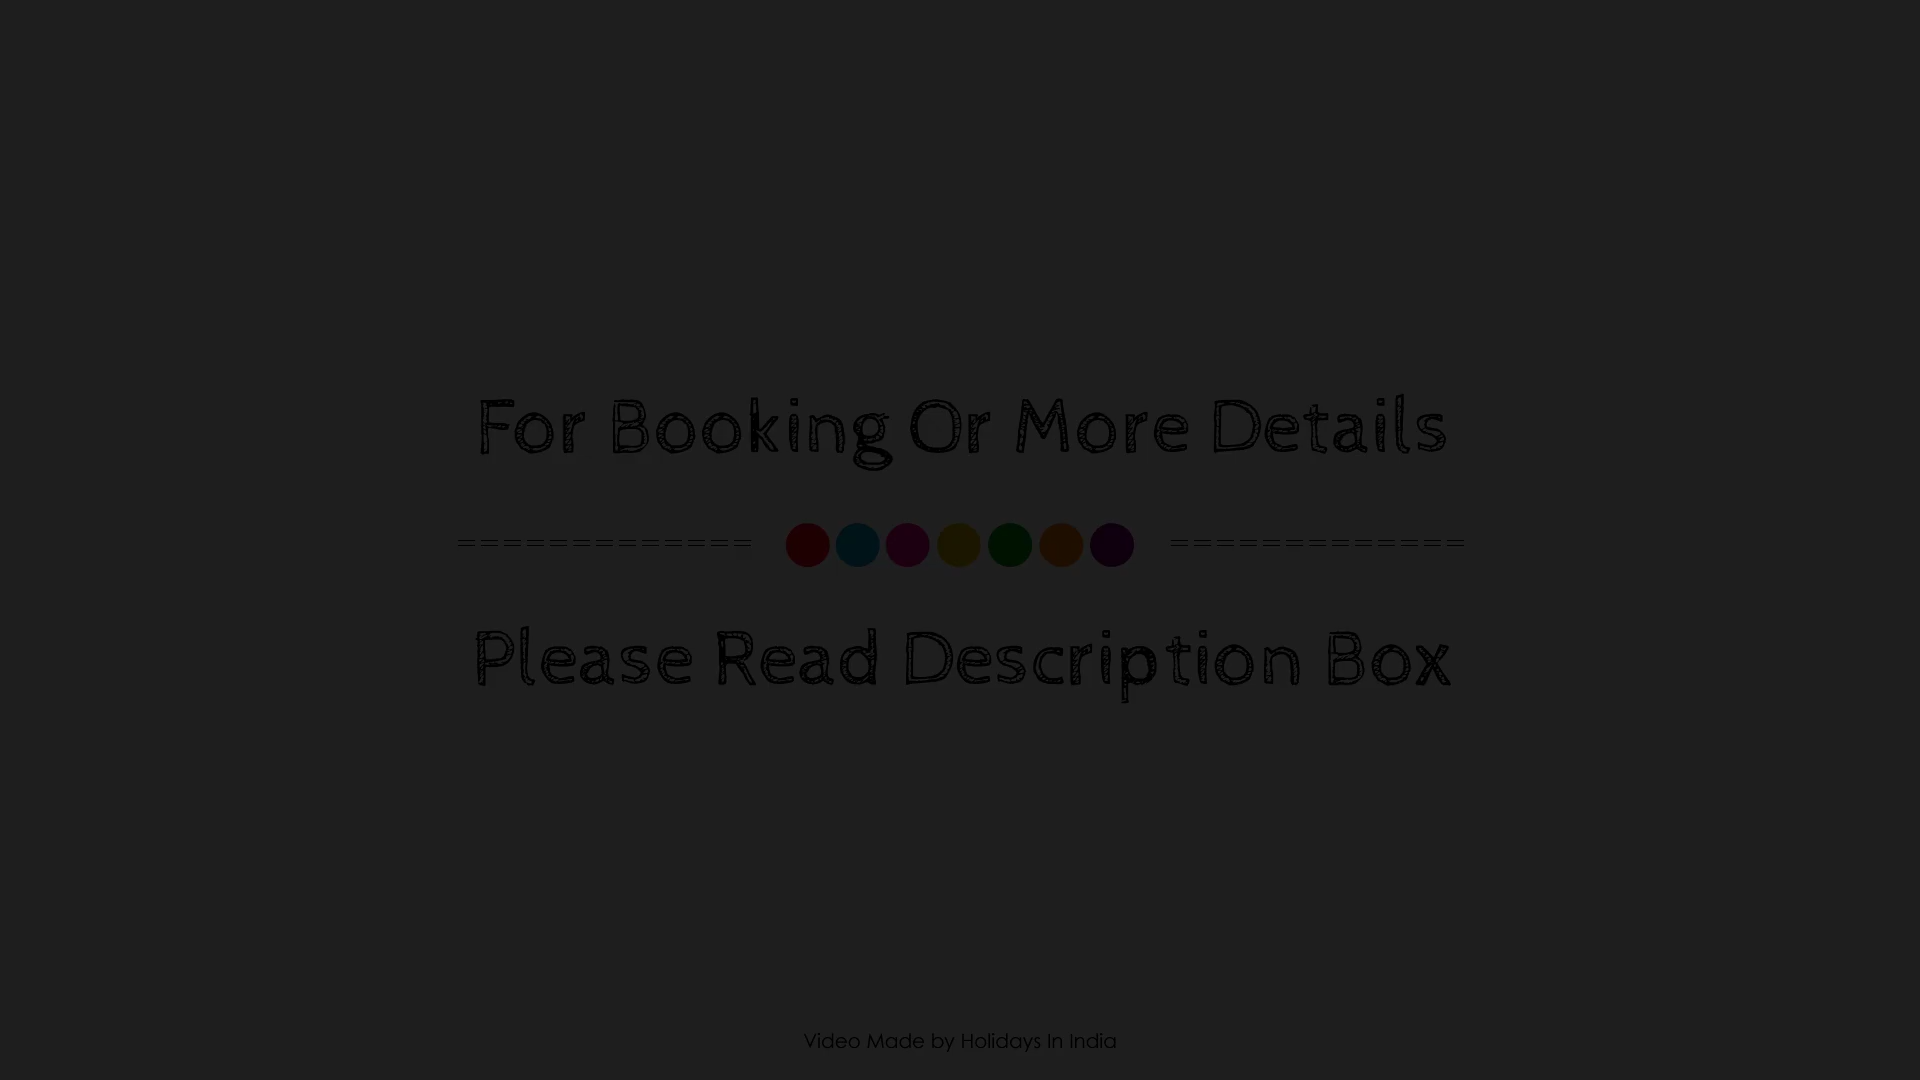 For Booking Or More Details
============= =============
Please Read Description Box
Video Made by Holidays In India